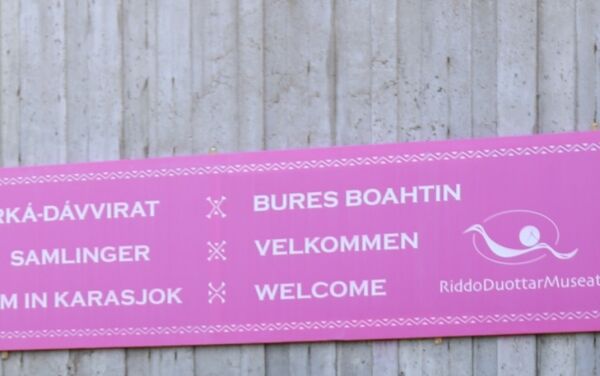 RKÁ-DÁVVIRAT BURES BOAHTIN
SAMLINGER VELKOMMEN
M IN KARASJOK WELCOME
RiddoDuottarMuseat